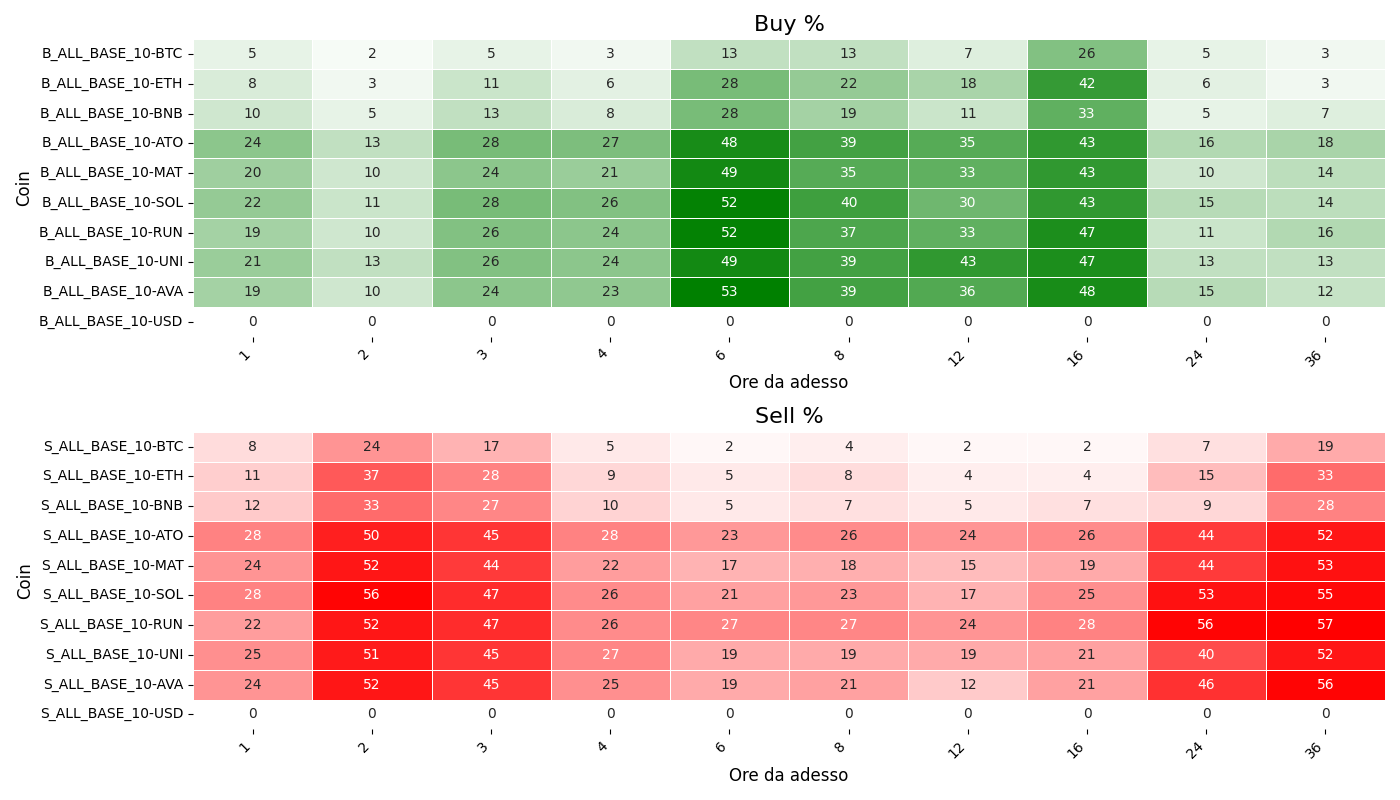 Buy %
Coin
B_ALL_BASE_10-BTC 5 2 5 3 13 13 7 26 5 3
B_ALL_BASE_10-ETH 8 3 11 6 28 22 18 42 6 3
B_ALL_BASE_10-BNB 10 5 13 8 28 19 11 33 5 7
B_ALL_BASE_10-ATO 24 13 28 27 48 39 35 43 16 18
B_ALL_BASE_10-MAT 20 10 24 21 49 35 33 43 10 14
B_ALL_BASE_10-SOL 22 11 28 26 52 40 30 43 15 14
B_ALL_BASE_10-RUN 19 10 26 24 52 37 33 47 11 16
B_ALL_BASE_10-UNI 21 13 26 24 49 39 43 47 13 13
B_ALL_BASE_10-AVA 19 10 24 23 53 39 36 48 15 12
B_ALL_BASE_10-USD 0 0 0 0 0 0 0 0 0 0
1 2 3 4 6 8 12 16 24 36
Ore da adesso
Sell %
Coin
S_ALL_BASE_10-BTC 8 24 17 5 2 4 2 2 7 19
S_ALL_BASE_10-ETH 11 37 28 9 5 8 4 4 15 33
S_ALL_BASE_10-BNB 12 33 27 10 5 7 5 7 9 28
S_ALL_BASE_10-ATO 28 50 45 28 23 26 24 26 44 52
S_ALL_BASE_10-MAT 24 52 44 22 17 18 15 19 44 53
S_ALL_BASE_10-SOL 28 56 47 26 21 23 17 25 53 55
S_ALL_BASE_10-RUN 22 52 47 26 27 27 24 28 56 57
S_ALL_BASE_10-UNI 25 51 45 27 19 19 19 21 40 52
S_ALL_BASE_10-AVA 24 52 45 25 19 21 12 21 46 56
S_ALL_BASE_10-USD 0 0 0 0 0 0 0 0 0 0
1 2 3 4 6 8 12 16 24 36
Ore da adesso